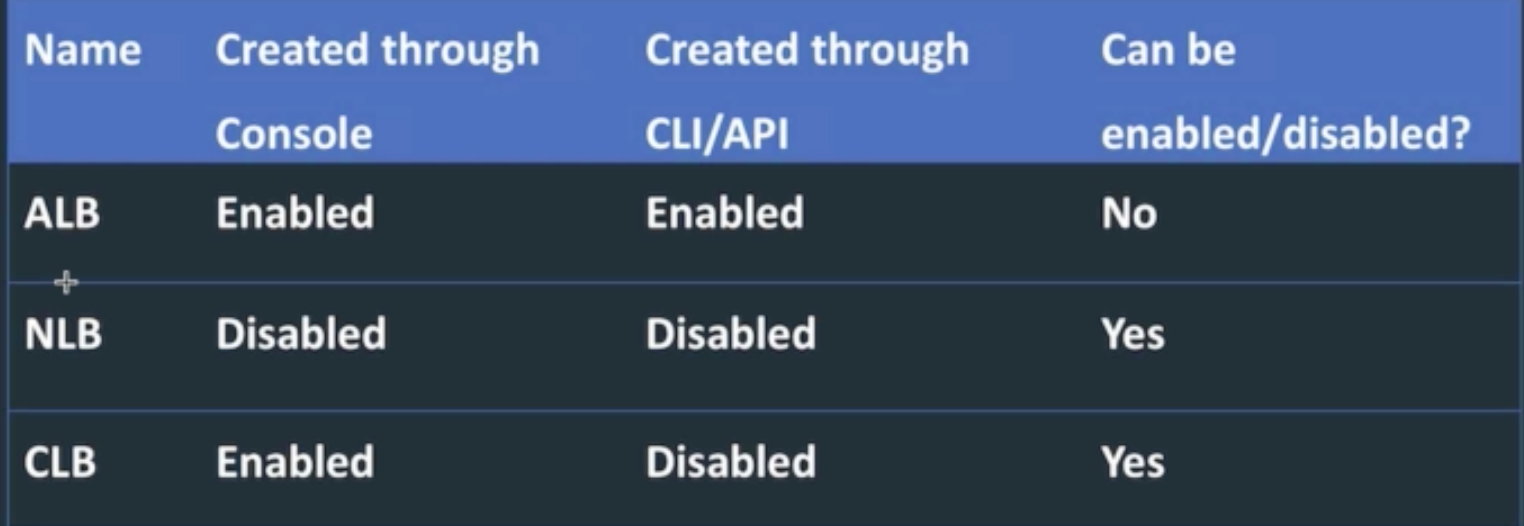 Name Created through Created through Can be
Console CLI/API enabled/disabled?
ALB Enabled Enabled No
NLB Disabled Disabled Yes
CLB Enabled Disabled Yes